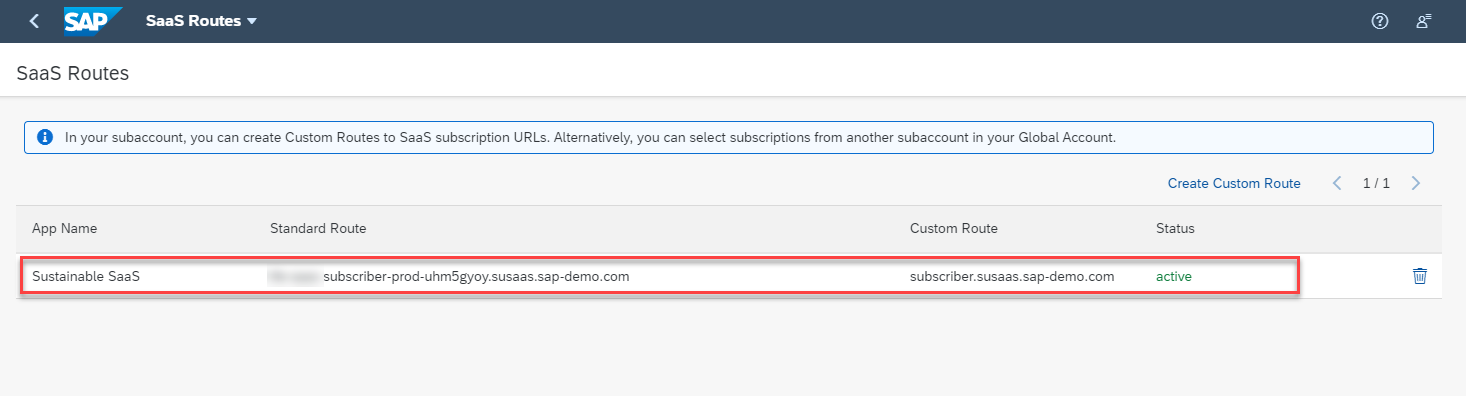 SAP SaaS Routes
SaaS Routes
In your subaccount, you can create Custom Routes to SaaS subscription URLs. Alternatively, you can select subscriptions from another subaccount in your Global Account.
Create Custom Route 1 / 1
App Name Standard Route Custom Route Status
Sustainable SaaS subscriber-prod-uhm5gyoy.susaas.sap-demo.com subscriber.susaas.sap-demo.com active